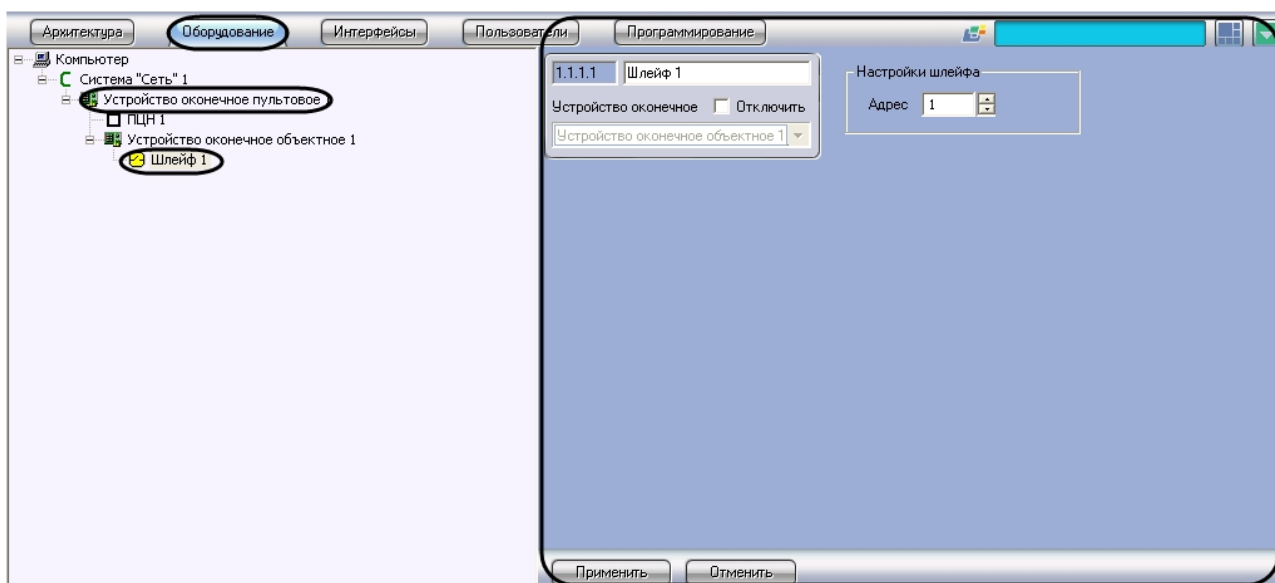 Архитектура Оборудование Интерфейсы Пользователи Программирование
Компьютер
Система "Сеть" 1
Устройство оконечное пультовое
ПЦН 1
Устройство оконечное объектное 1
Шлейф 1
1.1.1.1 Шлейф 1
Устройство оконечное Отключить
Устройство оконечное объектное 1
Настройки шлейфа
Адрес 1
Применить Отменить